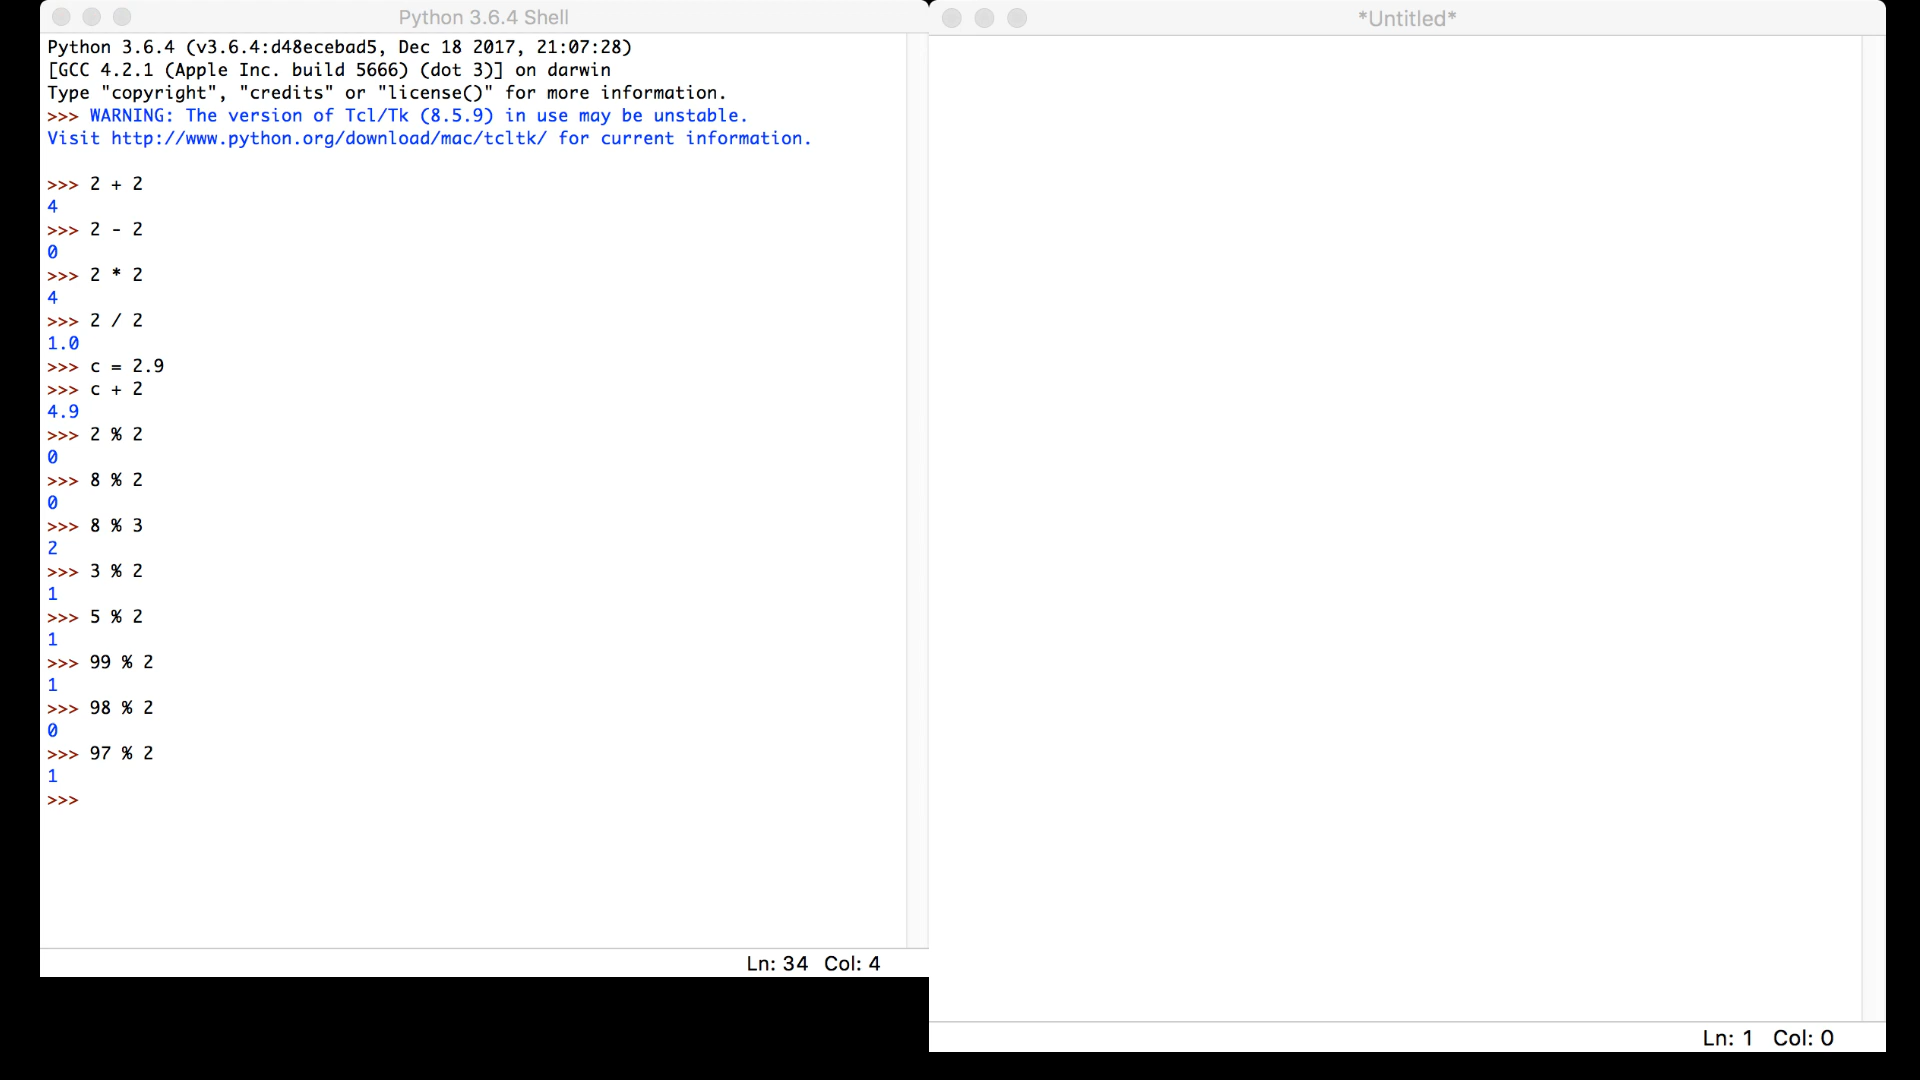 Python 3.6.4 Shell
Python 3.6.4 (v3.6.4:d48ecebad5, Dec 18 2017, 21:07:28)
[GCC 4.2.1 (Apple Inc. build 5666) (dot 3)] on darwin
Type "copyright", "credits" or "license()" for more information.
>>> WARNING: The version of Tcl/Tk (8.5.9) in use may be unstable.
Visit http://www.python.org/download/mac/tcltk/ for current information.
>>> 2 + 2
4
>>> 2 - 2
0
>>> 2 * 2
4
>>> 2 / 2
1.0
>>> c = 2.9
>>> c + 2
4.9
>>> 2 % 2
0
>>> 8 % 2
0
>>> 8 % 3
2
>>> 3 % 2
1
>>> 5 % 2
1
>>> 99 % 2
1
>>> 98 % 2
0
>>> 97 % 2
1
>>>
Ln: 34 Col: 4
*Untitled*
Ln: 1 Col: 0